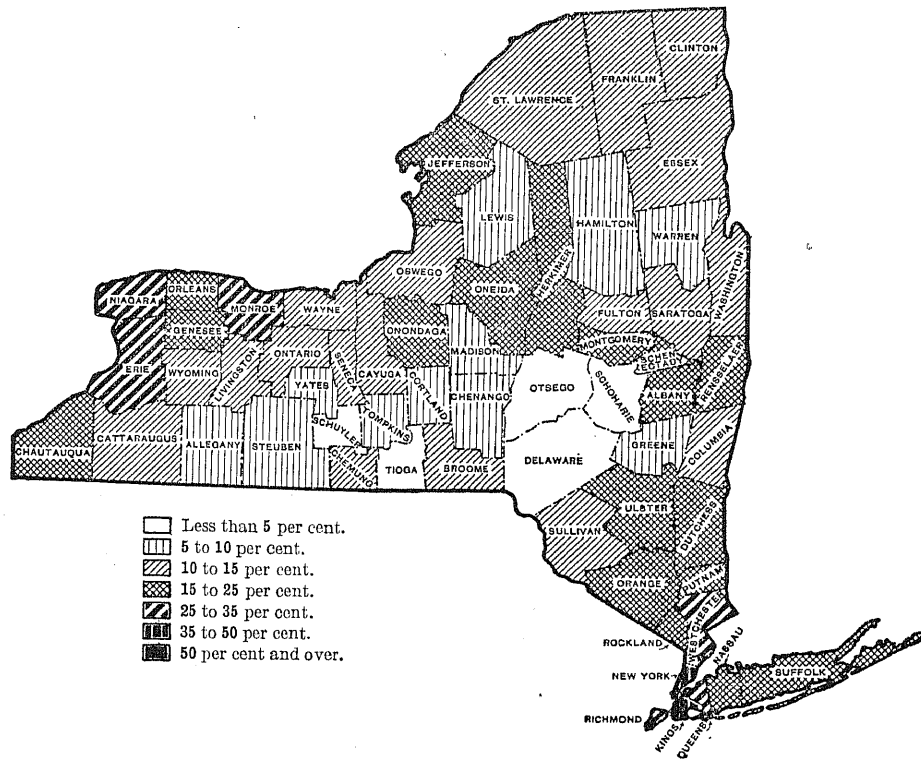 CLINTON
FRANKLIN
ST. LAWRENCE
ESSEX
JEFFERSON
LEWIS
HAMILTON
WARREN
HERKIMER
WASHINGTON
OSWEGO
ONEIDA
NIAGARA
ORLEANS
MONROE
WAYNE
FULTON
SARATOGA
GENESEE
ONONDAGA
MONTGOMERY
MADISON
SCHEN
ECTADY
RENSSELAER
ERIE
WYOMING
LIVINGSTON
ONTARIO
SENECA
CAYUGA
YATES
CORTLAND
CHENANGO
OTSEGO
SCHOHARIE
ALBANY
CHAUTAUQUA
CATTARAUGUS
ALLEGANY
STEUBEN
SCHUYLER
TOMPKINS
CHEMUNG
TIOGA
BROOME
DELAWARE
GREENE
COLUMBIA
ULSTER
DUTCHESS
SULLIVAN
ORANGE
PUTNAM
WESTCHESTER
ROCKLAND
NASSAU
NEW YORK
SUFFOLK
RICHMOND
KINGS
QUEENS
Less than 5 per cent.
5 to 10 per cent.
10 to 15 per cent.
15 to 25 per cent.
25 to 35 per cent.
35 to 50 per cent.
50 per cent and over.